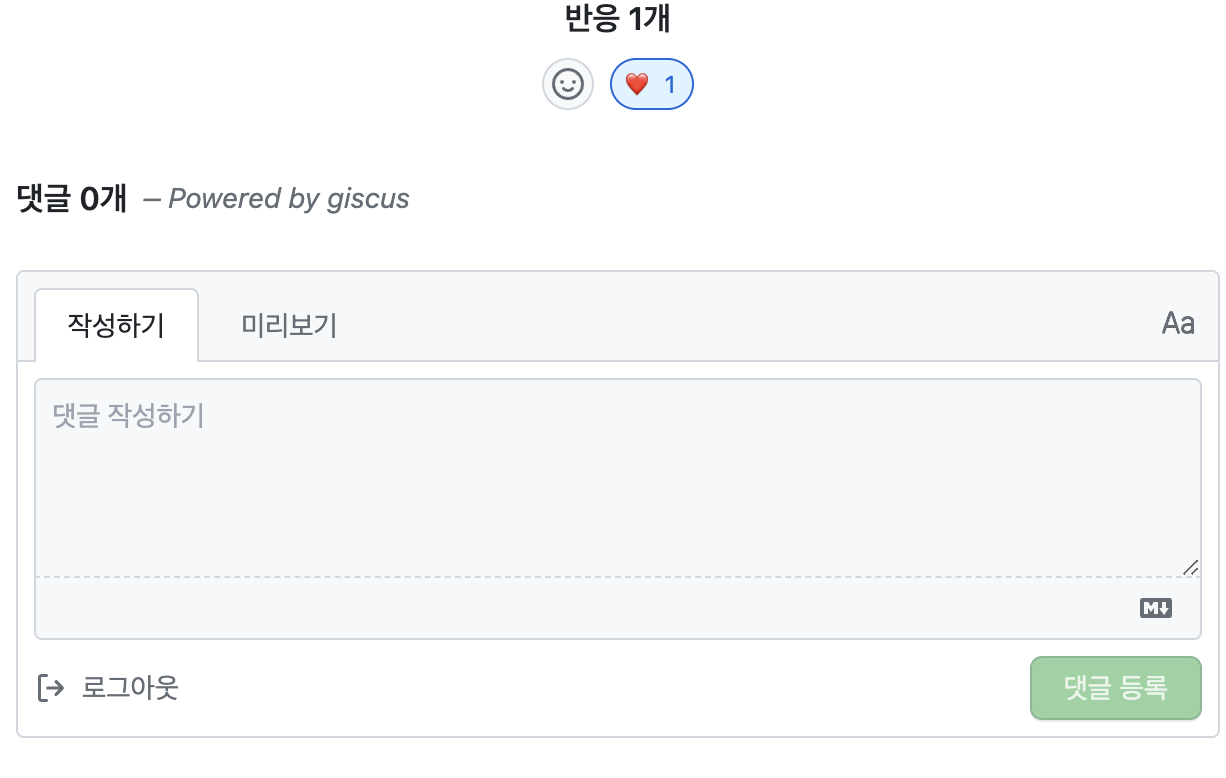 반응 1개
1
댓글 0개 – Powered by giscus
작성하기 미리보기 Aa
댓글 작성하기
M
로그아웃 댓글 등록